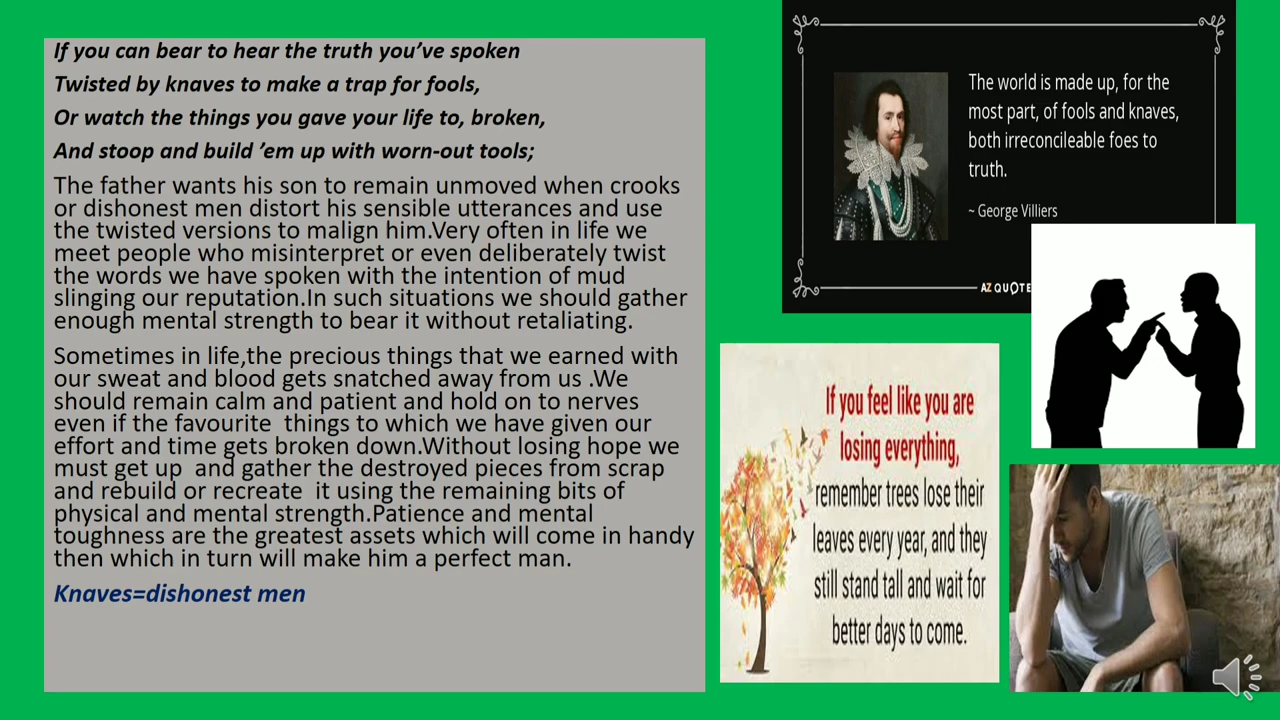 If you can bear to hear the truth you’ve spoken
Twisted by knaves to make a trap for fools,
Or watch the things you gave your life to, broken,
And stoop and build ’em up with worn-out tools;
The father wants his son to remain unmoved when crooks
or dishonest men distort his sensible utterances and use
the twisted versions to malign him.Very often in life we
meet people who misinterpret or even deliberately twist
the words we have spoken with the intention of mud
slinging our reputation.In such situations we should gather
enough mental strength to bear it without retaliating.
Sometimes in life,the precious things that we earned with
our sweat and blood gets snatched away from us .We
should remain calm and patient and hold on to nerves
even if the favourite  things to which we have given our
effort and time gets broken down.Without losing hope we
must get up  and gather the destroyed pieces from scrap
and rebuild or recreate  it using the remaining bits of
physical and mental strength.Patience and mental
toughness are the greatest assets which will come in handy
then which in turn will make him a perfect man.
Knaves=dishonest men
The world is made up, for the
most part, of fools and knaves,
both irreconcileable foes to
truth.
~ George Villiers
AZ QUOTE
If you feel like you are
losing everything,
remember trees lose their
leaves every year, and they
still stand tall and wait for
better days to come.